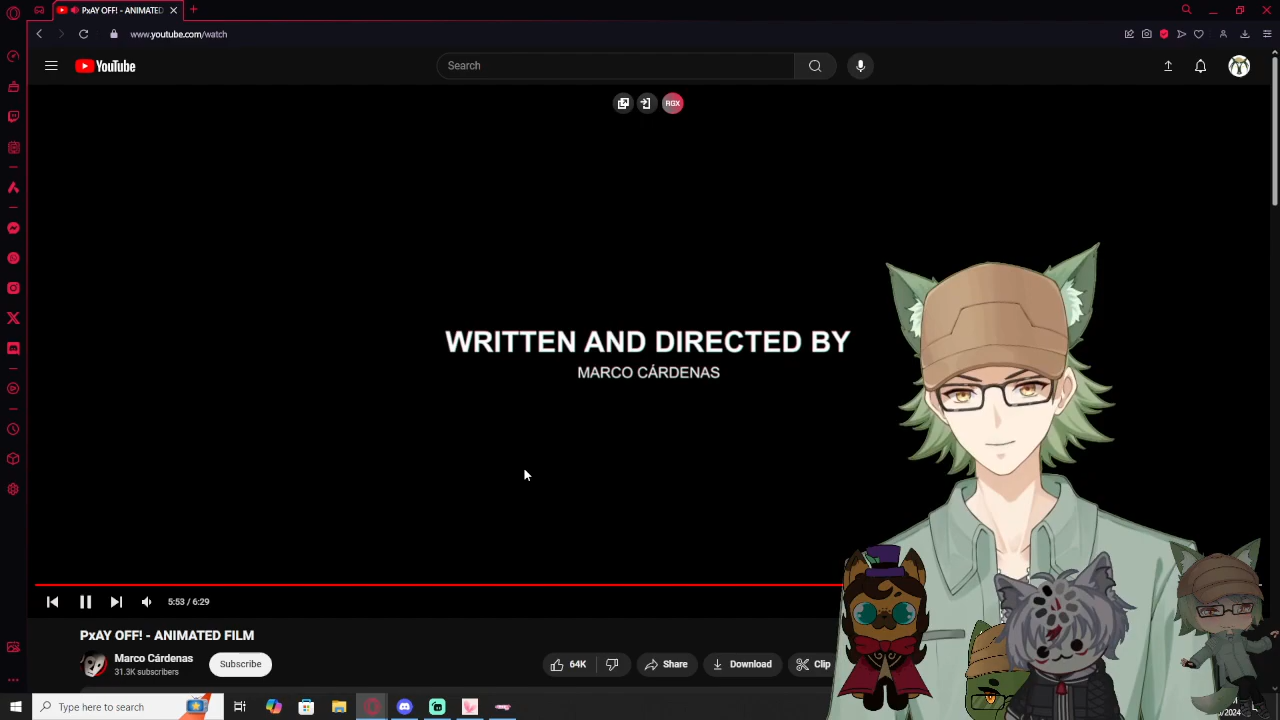 PxAY OFF! - ANIMATED
www.youtube.com/watch
YouTube
Search
RGX
WRITTEN AND DIRECTED BY
MARCO CÁRDENAS
5:53 / 6:29
PxAY OFF! - ANIMATED FILM
Marco Cárdenas
31.3K subscribers
Subscribe
64K
Share
Download
Clip
Type here to search